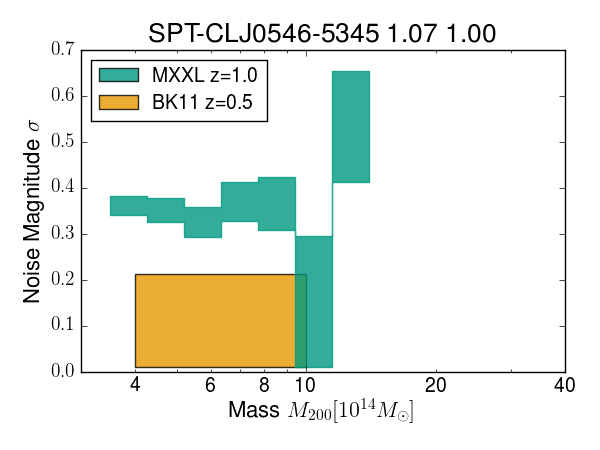 SPT-CLJ0546-5345 1.07 1.00
0.7
0.6
0.5
0.4
0.3
0.2
0.1
0.0
Noise Magnitude σ
MXXL z=1.0
BK11 z=0.5
4 6 8 10 20 40
Mass M₂₀₀[10¹⁴M⊙]